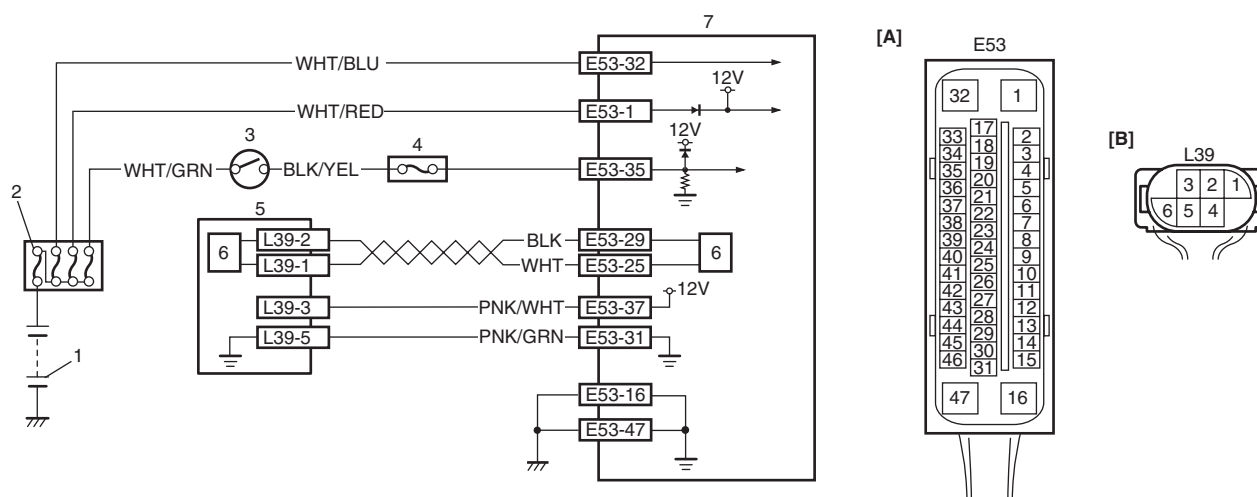 7
[A]
E53
WHT/BLU
E53-32
12V
WHT/RED
E53-1
3
4
12V
WHT/GRN
BLK/YEL
E53-35
2
5
6
L39-2
L39-1
BLK
WHT
E53-29
E53-25
6
L39-3
PNK/WHT
E53-37
12V
L39-5
PNK/GRN
E53-31
1
E53-16
E53-47
32
1
17
18
19
20
21
22
23
24
25
26
27
28
29
30
31
33
34
35
36
37
38
39
40
41
42
43
44
45
46
2
3
4
5
6
7
8
9
10
11
12
13
14
15
47
16
[B]
L39
3 2 1
6 5 4